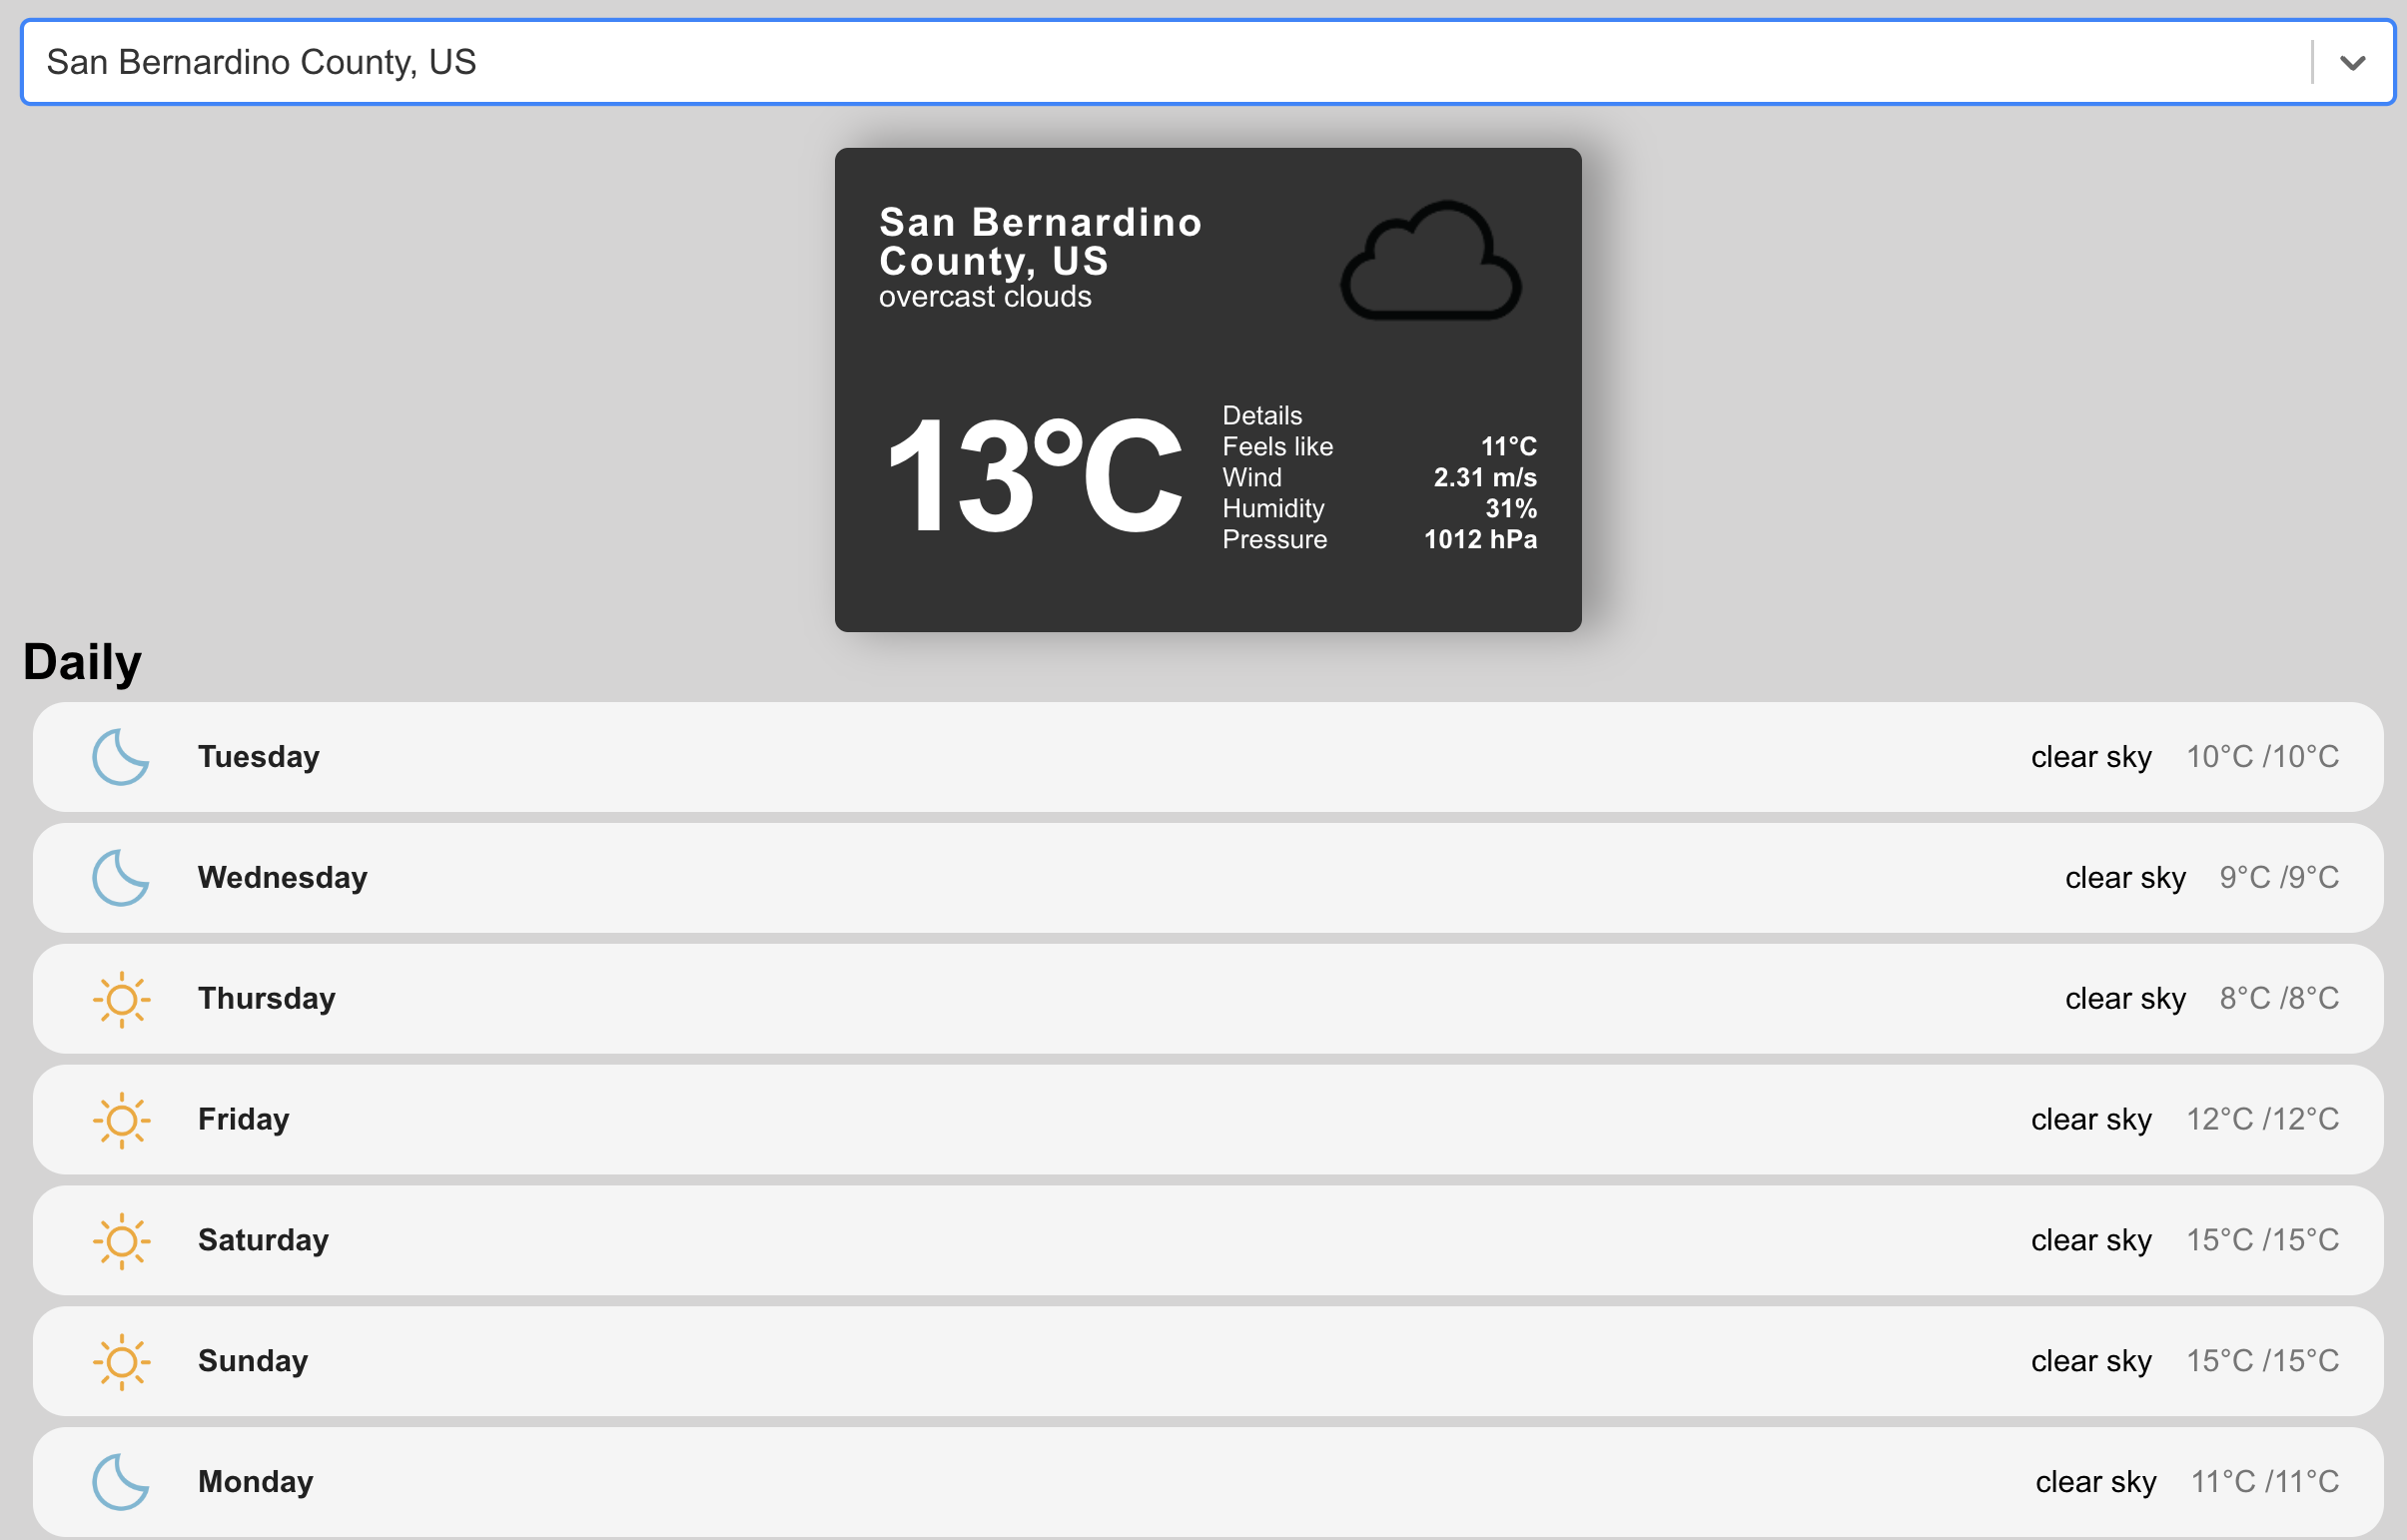 San Bernardino County, US
San Bernardino
County, US
overcast clouds
13°C
Details
Feels like 11°C
Wind 2.31 m/s
Humidity 31%
Pressure 1012 hPa
Daily
Tuesday clear sky 10°C /10°C
Wednesday clear sky 9°C /9°C
Thursday clear sky 8°C /8°C
Friday clear sky 12°C /12°C
Saturday clear sky 15°C /15°C
Sunday clear sky 15°C /15°C
Monday clear sky 11°C /11°C